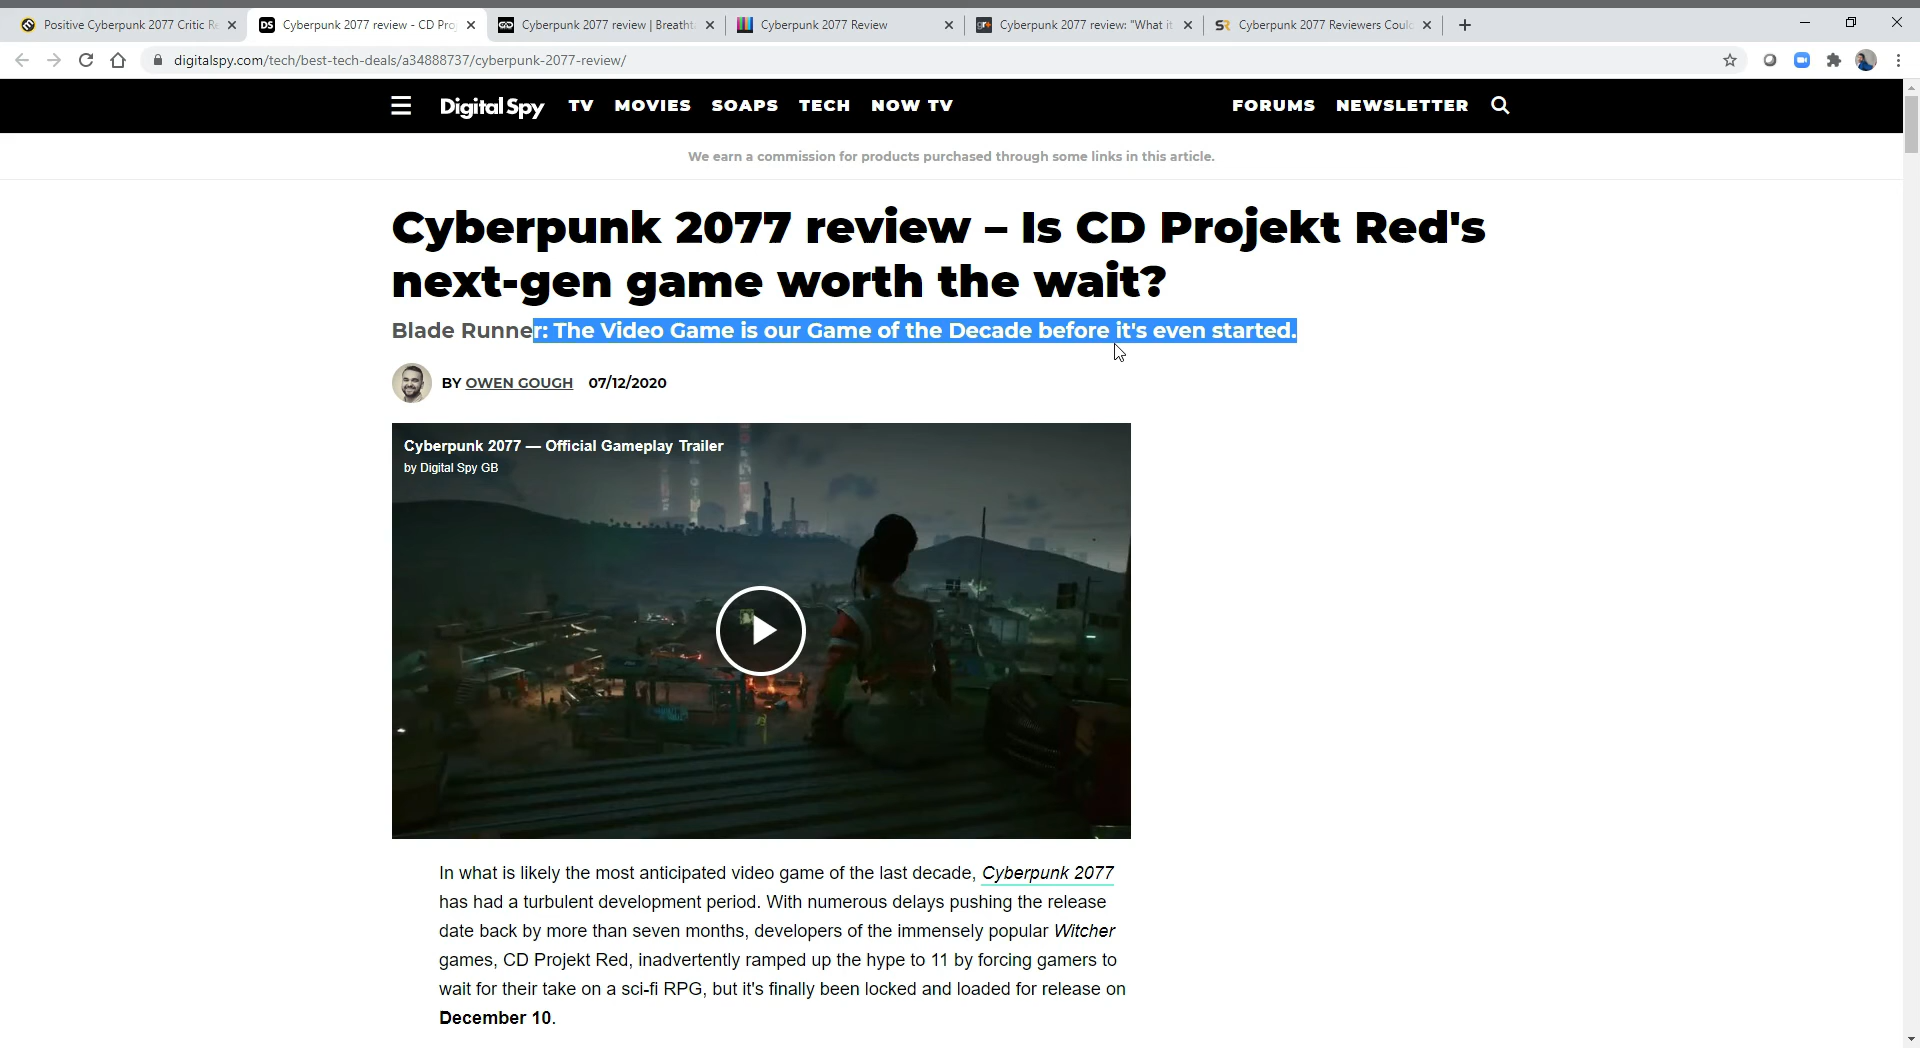 Positive Cyberpunk 2077 Critic Re
DS Cyberpunk 2077 review - CD Pro
Cyberpunk 2077 review | Breatht
Cyberpunk 2077 Review
gr+ Cyberpunk 2077 review: "What it
SR Cyberpunk 2077 Reviewers Coul
digitalspy.com/tech/best-tech-deals/a34888737/cyberpunk-2077-review/
Digital Spy TV MOVIES SOAPS TECH NOW TV FORUMS NEWSLETTER
We earn a commission for products purchased through some links in this article.
Cyberpunk 2077 review – Is CD Projekt Red's
next-gen game worth the wait?
Blade Runner: The Video Game is our Game of the Decade before it's even started.
BY OWEN GOUGH 07/12/2020
Cyberpunk 2077 — Official Gameplay Trailer
by Digital Spy GB
In what is likely the most anticipated video game of the last decade, Cyberpunk 2077
has had a turbulent development period. With numerous delays pushing the release
date back by more than seven months, developers of the immensely popular Witcher
games, CD Projekt Red, inadvertently ramped up the hype to 11 by forcing gamers to
wait for their take on a sci-fi RPG, but it's finally been locked and loaded for release on
December 10.